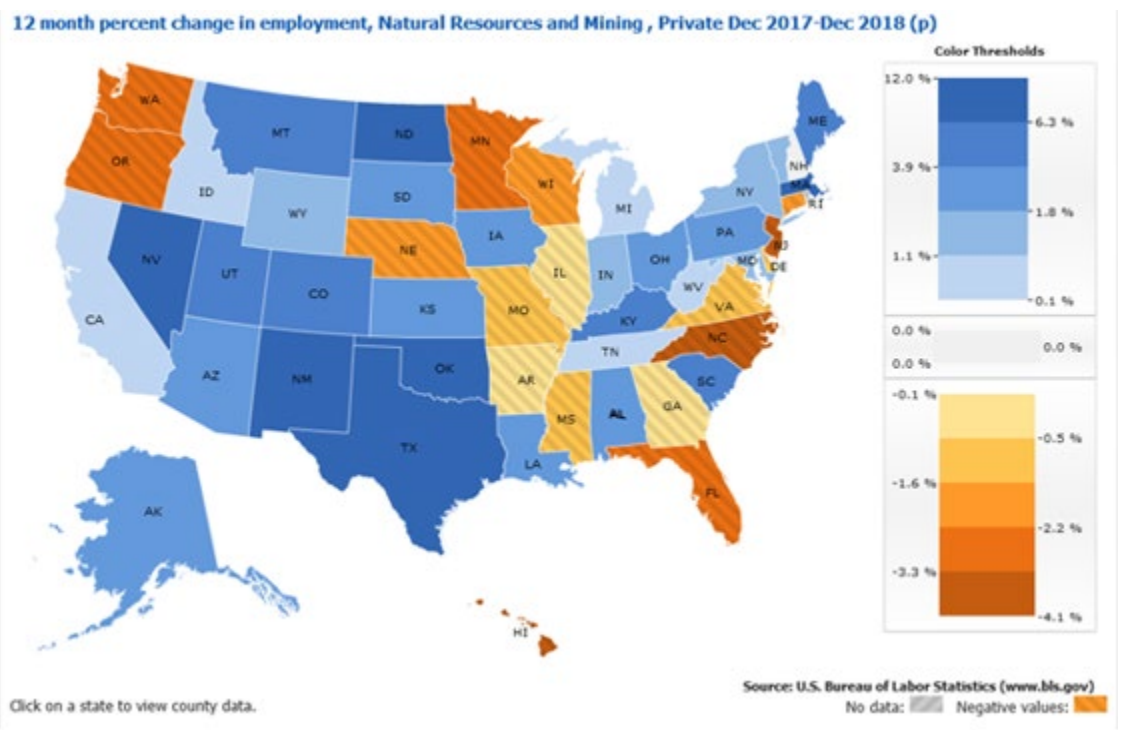 12 month percent change in employment, Natural Resources and Mining , Private Dec 2017-Dec 2018 (p)
Color Thresholds
12.0 %
6.3 %
3.9 %
1.8 %
1.1 %
0.1 %
0.0 %
0.0 %
0.0 %
-0.1 %
-0.5 %
-1.6 %
-2.2 %
-3.3 %
-4.1 %
WA
MT
ND
MN
ME
OR
ID
SD
WI
NH
MA
WY
MI
NY
RI
NV
UT
NE
IA
PA
NJ
CO
IL
IN
OH
MD
DE
CA
KS
MO
WV
VA
KY
AZ
NM
OK
TN
NC
AR
SC
TX
MS
AL
GA
LA
FL
AK
HI
Source: U.S. Bureau of Labor Statistics (www.bls.gov)
Click on a state to view county data.
No data:
Negative values: